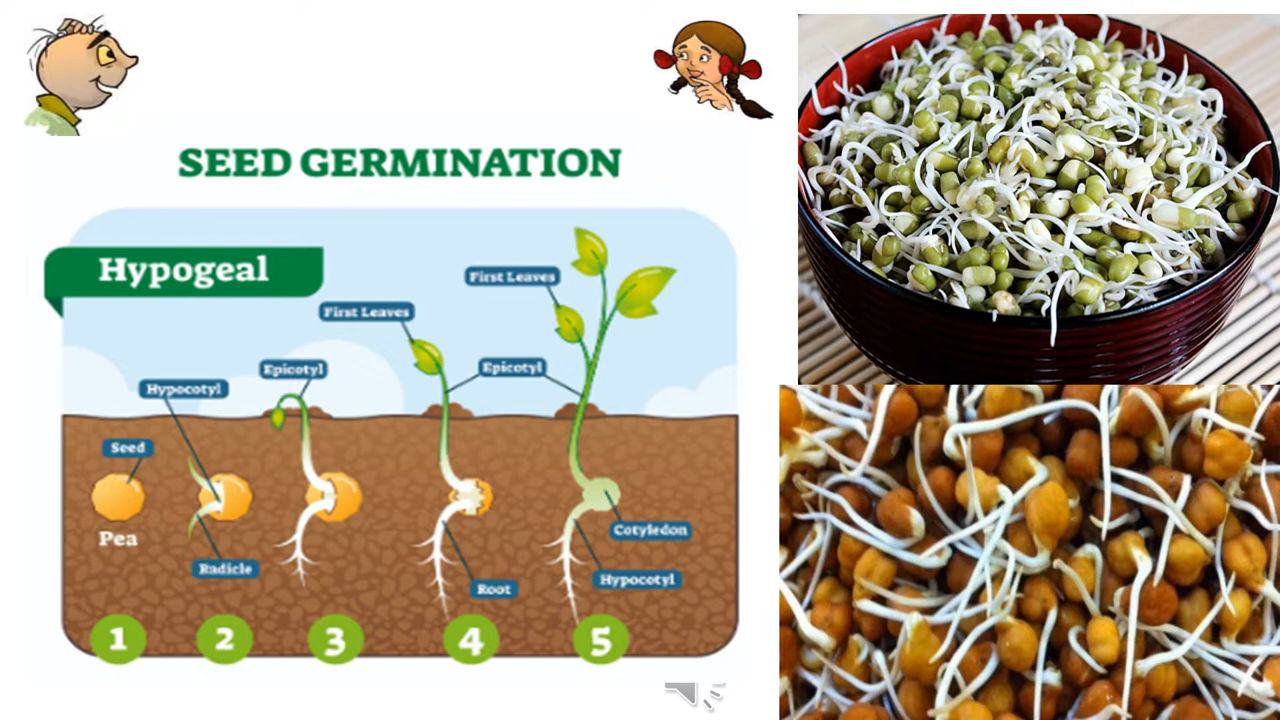 SEED GERMINATION
Hypogeal
First Leaves
First Leaves
Epicotyl
Epicotyl
Hypocotyl
Seed
Pea
Radicle
Cotyledon
Hypocotyl
Root
1 2 3 4 5